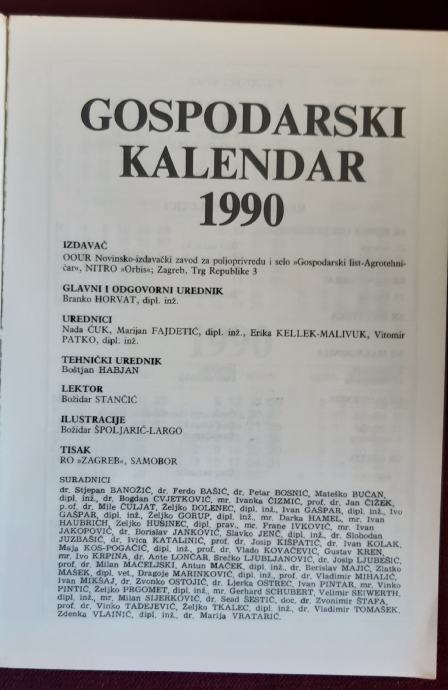 GOSPODARSKI
KALENDAR
1990
IZDAVAČ
OOUR Novinsko-izdavački zavod za poljoprivredu i selo »Gospodarski list-Agrotehni-
čar«, NITRO »Orbis«; Zagreb, Trg Republike 3
GLAVNI I ODGOVORNI UREDNIK
Branko HORVAT, dipl. inž.
UREDNICI
Nada ĆUK, Marijan FAJDETIĆ, dipl. inž., Erika KELLEK-MALIVUK, Vitomir
PATKO, dipl. inž.
TEHNIČKI UREDNIK
Boštjan HABJAN
LEKTOR
Božidar STANČIĆ
ILUSTRACIJE
Božidar ŠPOLJARIĆ-LARGO
TISAK
RO »ZAGREB«, SAMOBOR
SURADNICI
dr. Stjepan BANOŽIĆ, dr. Ferdo BAŠIĆ, dr. Petar BOSNIĆ, Mateško BUĆAN,
dipl. inž., dr. Bogdan CVJETKOVIĆ, mr. Ivanka ČIZMIĆ, prof. dr. Jan ČIŽEK,
p.of. dr. Mile ĆULJAT, Željko DOLENEC, dipl. inž., Ivan GAŠPAR, dipl. inž., Ivo
GAŠPAR, dipl. inž., Željko GORUP, dipl. inž., mr. Darka HAMEL, mr. Ivan
HAUBRICH, Željko HUSINEC, dipl. prav., mr. Frane IVKOVIĆ, mr. Ivan
JAKOPOVIĆ, dr. Borislav JANKOVIĆ, Slavko JENČ, dipl. inž., dr. Slobodan
JUZBAŠIĆ, dr. Ivica KATALINIĆ, prof. dr. Josip KIŠPATIĆ, dr. Ivan KOLAK,
Maja KOS-POGAČIĆ, dipl. inž., prof. dr. Vlado KOVAČEVIĆ, Gustav KREN,
mr. Ivo KRPINA, dr. Ante LONČAR, Srećko LJUBLJANOVIĆ, dr. Josip LJUBEŠIĆ,
prof. dr. Milan MACELJSKI, Antun MAČEK, dipl. inž., dr. Berislav MAJIĆ, Zlatko
MAŠEK, dipl. vet., Dragoje MARINKOVIĆ, dipl. inž., prof. dr. Vladimir MIHALIĆ,
Ivan MIKŠAJ, dr. Zvonko OSTOJIĆ, dr. Ljerka OSTREC, Ivan PINTAR, mr. Vinko
PINTIĆ, Željko PRGOMET, dipl. inž., mr. Gerhard SCHUBERT, Velimir SEIWERTH,
dipl. inž., mr. Milan SIJERKOVIĆ, dr. Sead ŠESTIĆ, doc. dr. Zvonimir ŠTAFA,
prof. dr. Vinko TADEJEVIĆ, Željko TKALEC, dipl. inž., dr. Vladimir TOMAŠEK,
Zdenka VLAINIĆ, dipl. inž., dr. Marija VRATARIĆ.